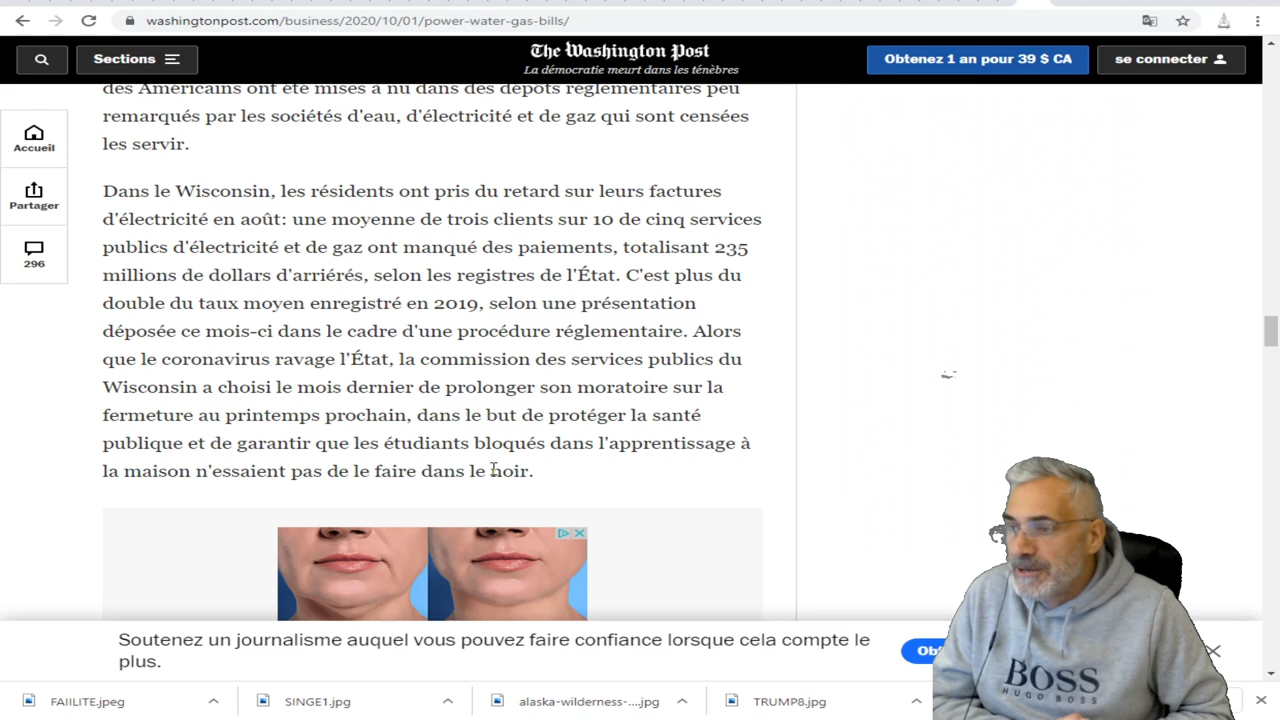 washingtonpost.com/business/2020/10/01/power-water-gas-bills/
Sections
The Washington Post
La démocratie meurt dans les ténèbres
Obtenez 1 an pour 39 $ CA
se connecter
Accueil
Partager
296
des Américains ont été mises à nu dans des dépôts réglementaires peu
remarqués par les sociétés d'eau, d'électricité et de gaz qui sont censées
les servir.
Dans le Wisconsin, les résidents ont pris du retard sur leurs factures
d'électricité en août: une moyenne de trois clients sur 10 de cinq services
publics d'électricité et de gaz ont manqué des paiements, totalisant 235
millions de dollars d'arriérés, selon les registres de l'État. C'est plus du
double du taux moyen enregistré en 2019, selon une présentation
déposée ce mois-ci dans le cadre d'une procédure réglementaire. Alors
que le coronavirus ravage l'État, la commission des services publics du
Wisconsin a choisi le mois dernier de prolonger son moratoire sur la
fermeture au printemps prochain, dans le but de protéger la santé
publique et de garantir que les étudiants bloqués dans l'apprentissage à
la maison n'essaient pas de le faire dans le noir.
Soutenez un journalisme auquel vous pouvez faire confiance lorsque cela compte le
plus.
BOSS
HUGO BOSS
FAIILITE.jpeg
SINGE1.jpg
alaska-wilderness-....jpg
TRUMP8.jpg